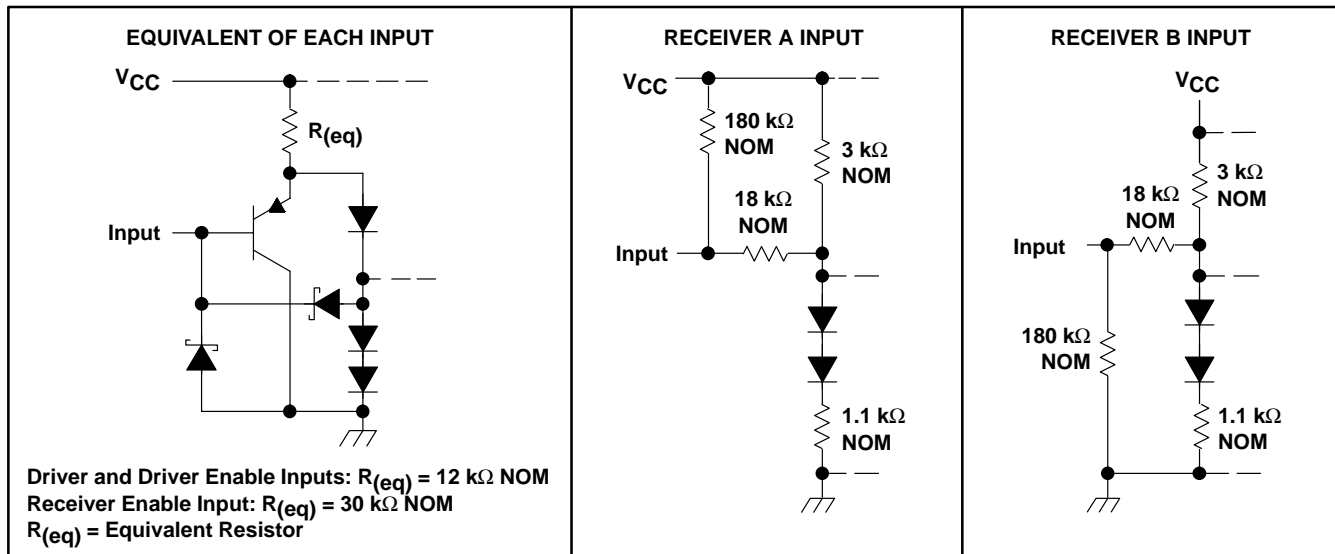 EQUIVALENT OF EACH INPUT
VCC
R(eq)
Input
Driver and Driver Enable Inputs: R(eq) = 12 kΩ NOM
Receiver Enable Input: R(eq) = 30 kΩ NOM
R(eq) = Equivalent Resistor
RECEIVER A INPUT
VCC
180 kΩ
NOM
3 kΩ
NOM
18 kΩ
NOM
Input
1.1 kΩ
NOM
RECEIVER B INPUT
VCC
3 kΩ
NOM
18 kΩ
NOM
Input
180 kΩ
NOM
1.1 kΩ
NOM